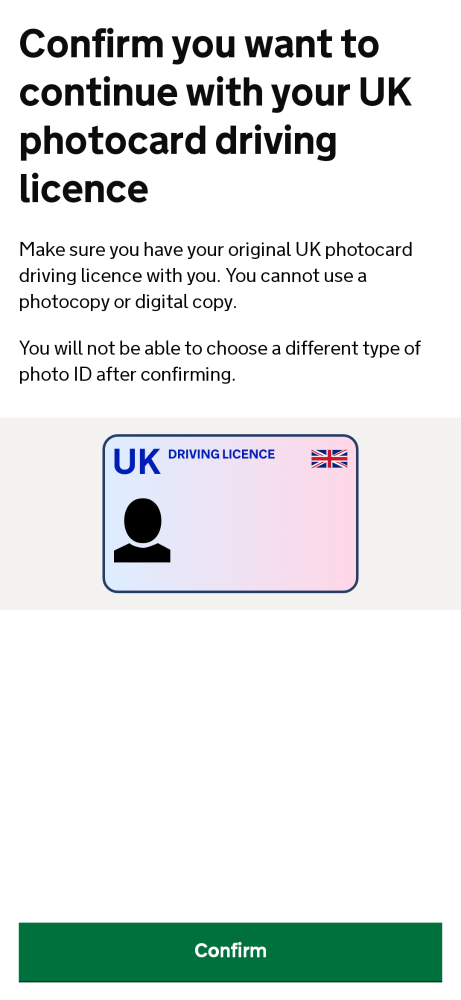 Confirm you want to
continue with your UK
photocard driving
licence
Make sure you have your original UK photocard
driving licence with you. You cannot use a
photocopy or digital copy.
You will not be able to choose a different type of
photo ID after confirming.
UK DRIVING LICENCE
Confirm